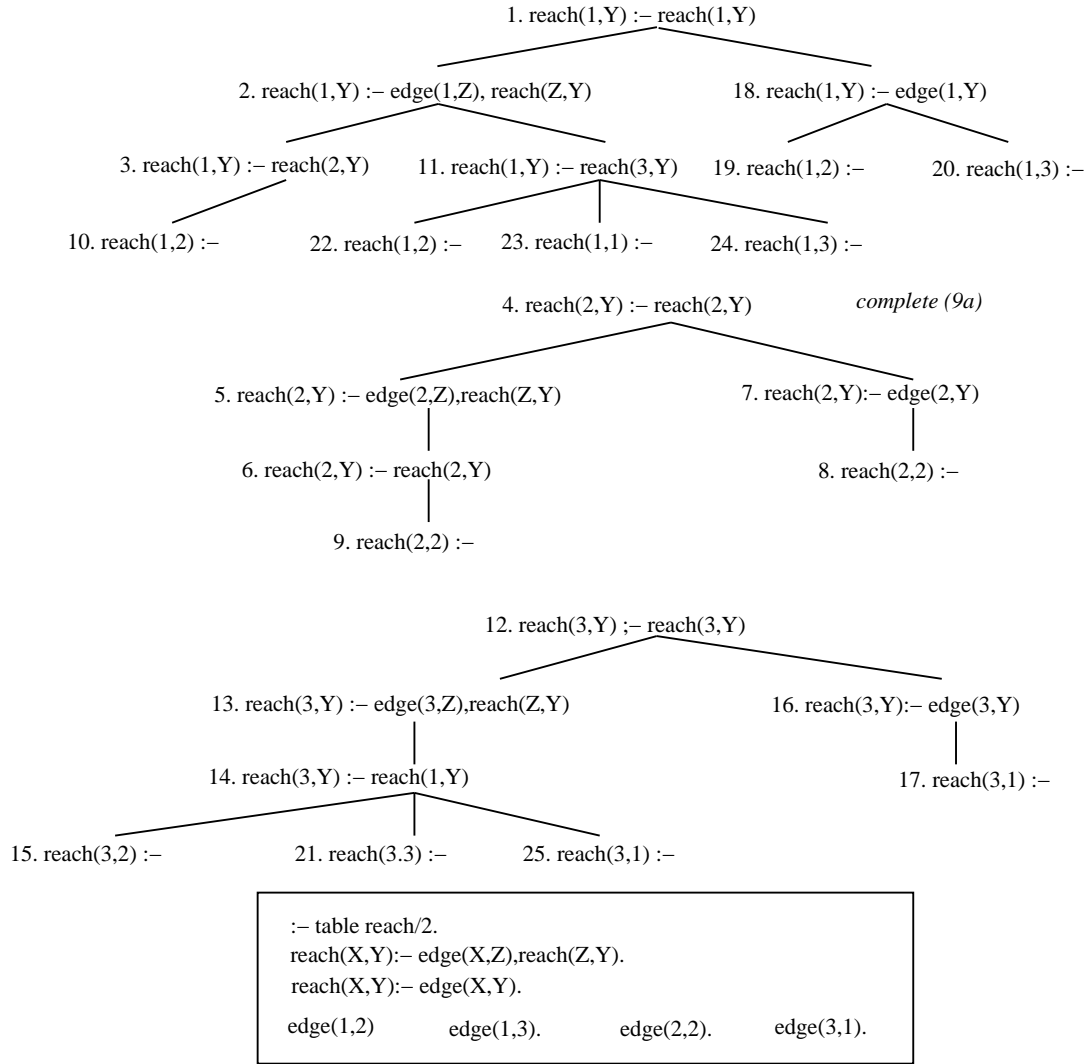 1. reach(1,Y) :− reach(1,Y)
2. reach(1,Y) :− edge(1,Z), reach(Z,Y) 18. reach(1,Y) :− edge(1,Y)
3. reach(1,Y) :− reach(2,Y) 11. reach(1,Y) :− reach(3,Y) 19. reach(1,2) :− 20. reach(1,3) :−
10. reach(1,2) :− 22. reach(1,2) :− 23. reach(1,1) :− 24. reach(1,3) :−
4. reach(2,Y) :− reach(2,Y) complete (9a)
5. reach(2,Y) :− edge(2,Z),reach(Z,Y) 7. reach(2,Y):− edge(2,Y)
6. reach(2,Y) :− reach(2,Y) 8. reach(2,2) :−
9. reach(2,2) :−
12. reach(3,Y) ;− reach(3,Y)
13. reach(3,Y) :− edge(3,Z),reach(Z,Y) 16. reach(3,Y):− edge(3,Y)
14. reach(3,Y) :− reach(1,Y) 17. reach(3,1) :−
15. reach(3,2) :− 21. reach(3.3) :− 25. reach(3,1) :−
:− table reach/2.
reach(X,Y):− edge(X,Z),reach(Z,Y).
reach(X,Y):− edge(X,Y).
edge(1,2) edge(1,3). edge(2,2). edge(3,1).